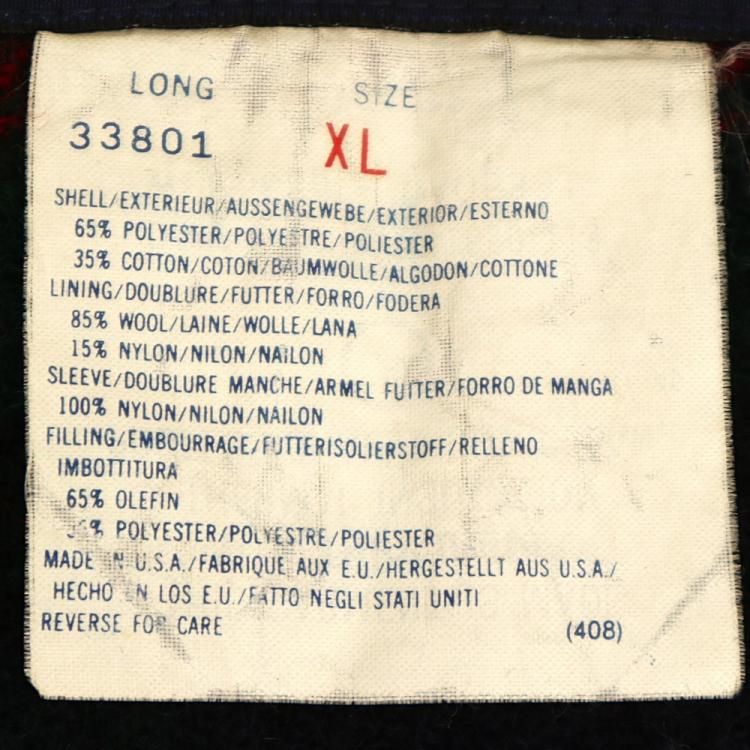 LONG SIZE
33801 XL
SHELL/EXTERIEUR/AUSSENGEWEBE/EXTERIOR/ESTERNO
65% POLYESTER/POLYESTRE/POLIESTER
35% COTTON/COTON/BAUMWOLLE/ALGODON/COTTONE
LINING/DOUBLURE/FUTTER/FORRO/FODERA
85% WOOL/LAINE/WOLLE/LANA
15% NYLON/NILON/NAILON
SLEEVE/DOUBLURE MANCHE/ARMEL FUTTER/FORRO DE MANGA
100% NYLON/NILON/NAILON
FILLING/EMBOURRAGE/FUTTERISOLIERSTOFF/RELLENO
IMBOTTITURA
65% OLEFIN
POLYESTER/POLYESTRE/POLIESTER
MADE IN U.S.A./FABRIQUE AUX E.U./HERGESTELLT AUS U.S.A./
HECHO EN LOS E.U./FATTO NEGLI STATI UNITI
REVERSE FOR CARE (408)